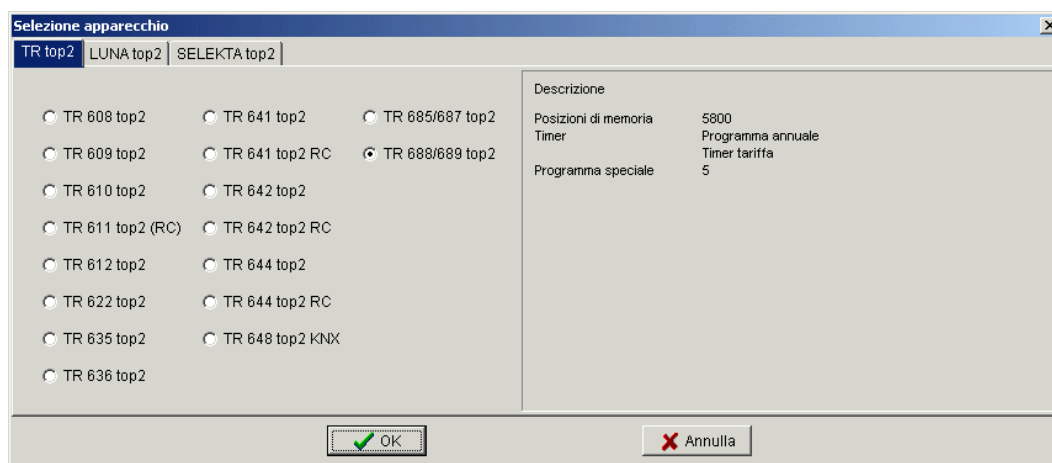 Selezione apparecchio
TR top2 LUNA top2 SELEKTA top2
TR 608 top2
TR 609 top2
TR 610 top2
TR 611 top2 (RC)
TR 612 top2
TR 622 top2
TR 635 top2
TR 636 top2
TR 641 top2
TR 641 top2 RC
TR 642 top2
TR 642 top2 RC
TR 644 top2
TR 644 top2 RC
TR 648 top2 KNX
TR 685/687 top2
TR 688/689 top2
Descrizione
Posizioni di memoria 5800
Timer Programma annuale
Timer tariffa
Programma speciale 5
OK Annulla